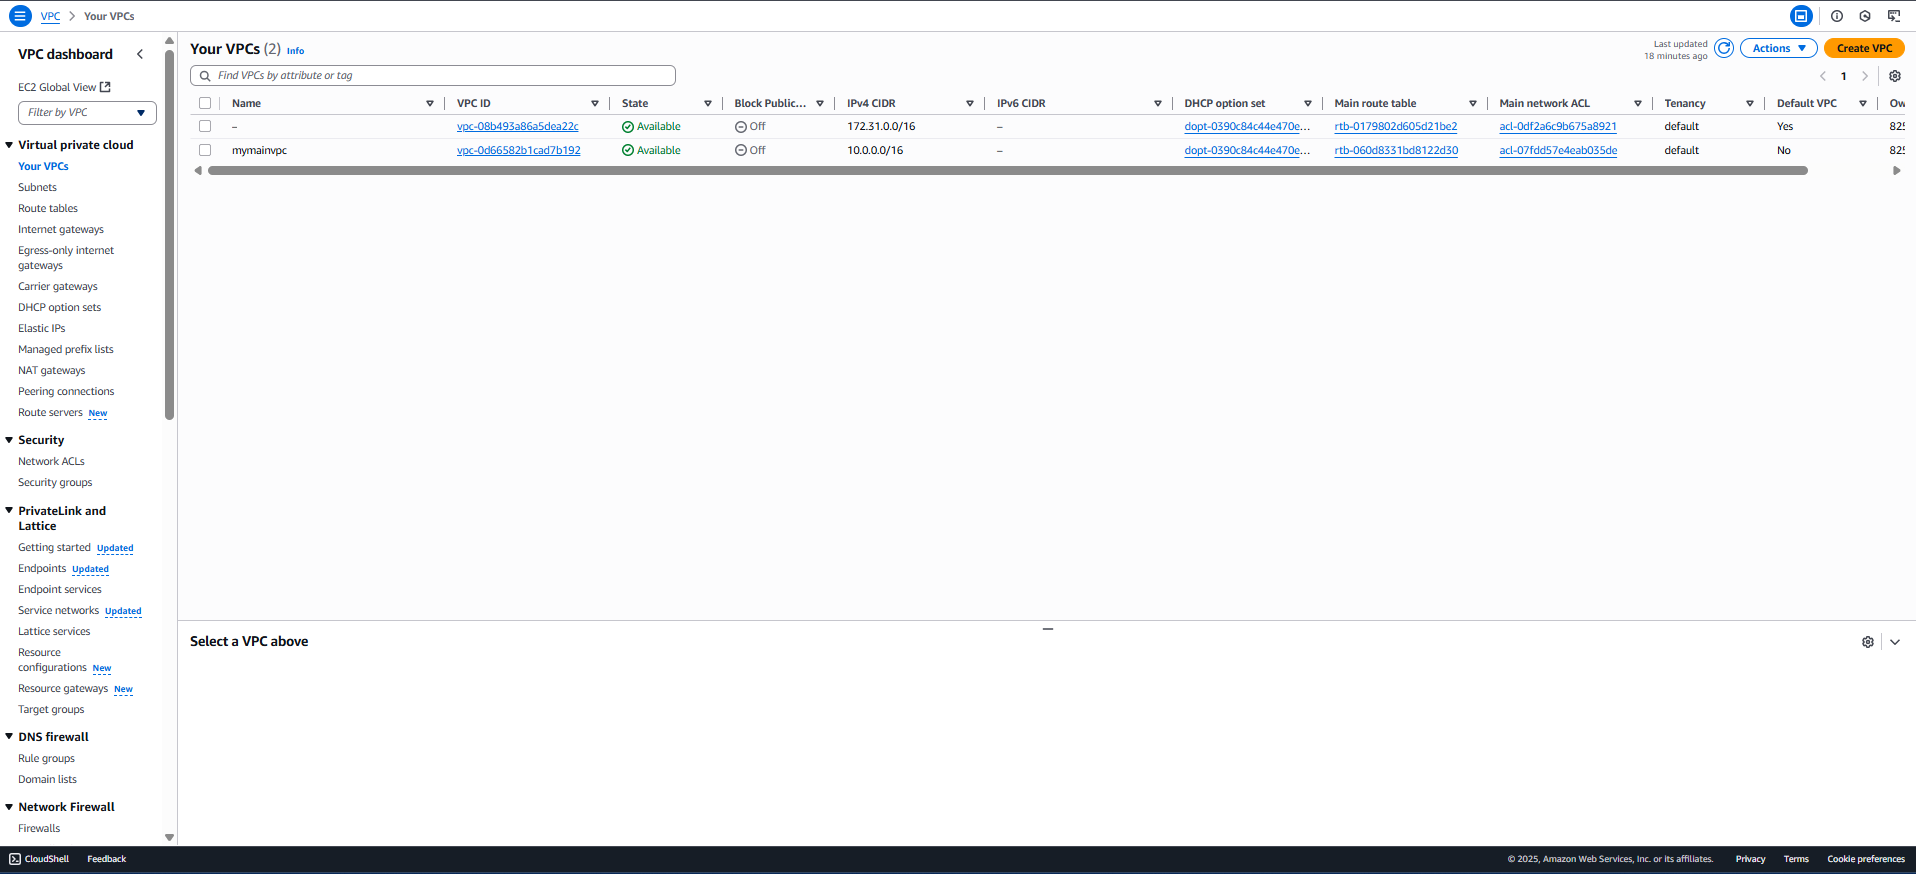 VPC > Your VPCs
VPC dashboard
EC2 Global View
Filter by VPC
Virtual private cloud
Your VPCs
Subnets
Route tables
Internet gateways
Egress-only internet
gateways
Carrier gateways
DHCP option sets
Elastic IPs
Managed prefix lists
NAT gateways
Peering connections
Route servers New
Security
Network ACLs
Security groups
PrivateLink and
Lattice
Getting started Updated
Endpoints Updated
Endpoint services
Service networks Updated
Lattice services
Resource
configurations New
Resource gateways New
Target groups
DNS firewall
Rule groups
Domain lists
Network Firewall
Firewalls
Your VPCs (2) Info
Last updated
18 minutes ago
Actions
Create VPC
Find VPCs by attribute or tag
1
Name VPC ID State Block Public... IPv4 CIDR IPv6 CIDR DHCP option set Main route table Main network ACL Tenancy Default VPC Ow
– vpc-08b493a86a5dea22c Available Off 172.31.0.0/16 – dopt-0390c84c44e470e... rtb-0179802d605d21be2 acl-0df2a6c9b675a8921 default Yes 825
mymainvpc vpc-0d66582b1cad7b192 Available Off 10.0.0.0/16 – dopt-0390c84c44e470e... rtb-060d8331bd8122d30 acl-07fdd57e4eab035de default No 825
Select a VPC above
CloudShell Feedback © 2025, Amazon Web Services, Inc. or its affiliates. Privacy Terms Cookie preferences